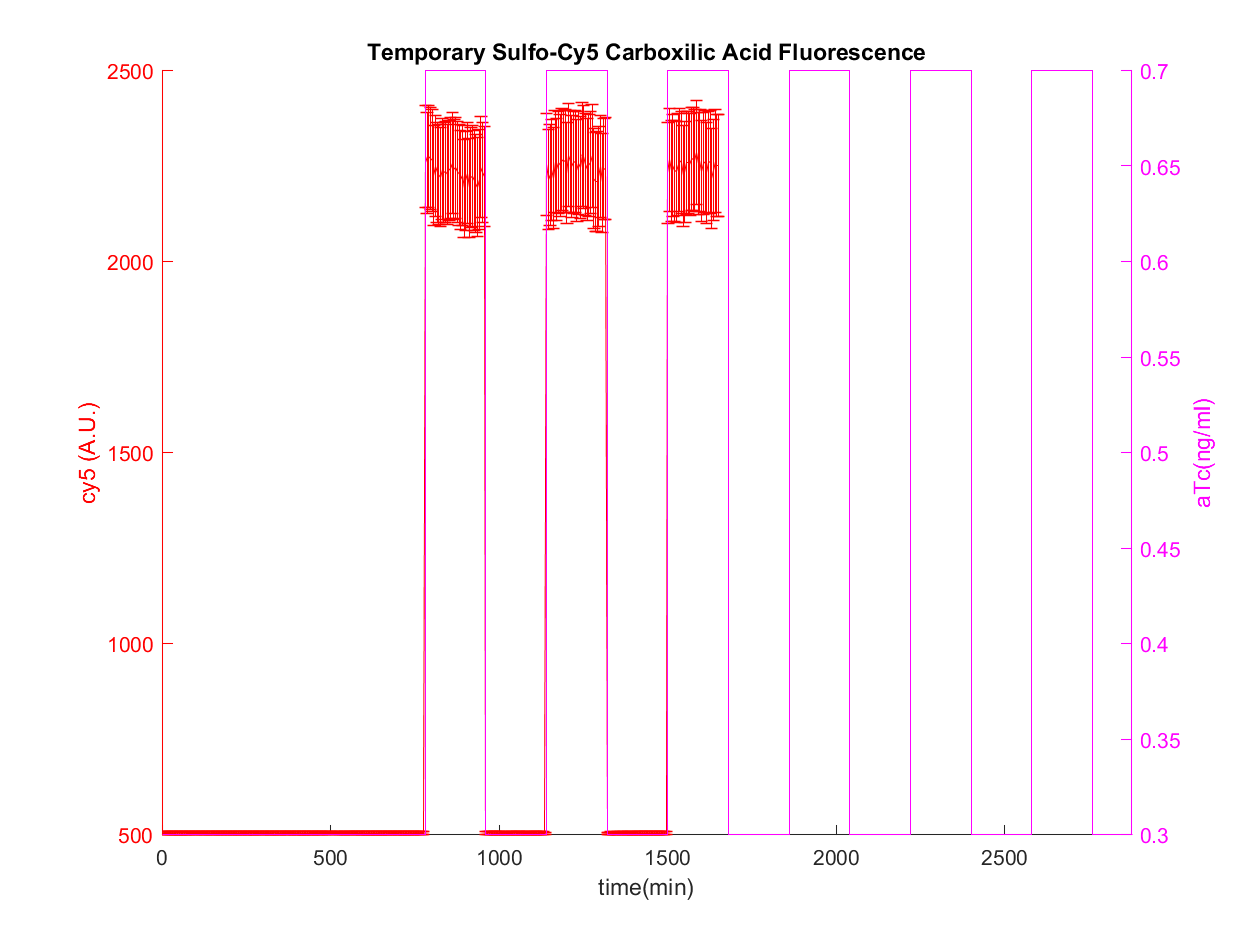 Temporary Sulfo-Cy5 Carboxilic Acid Fluorescence
2500
2000
1500
1000
500
cy5 (A.U.)
0.7
0.65
0.6
0.55
0.5
0.45
0.4
0.35
0.3
aTc(ng/ml)
0 500 1000 1500 2000 2500
time(min)